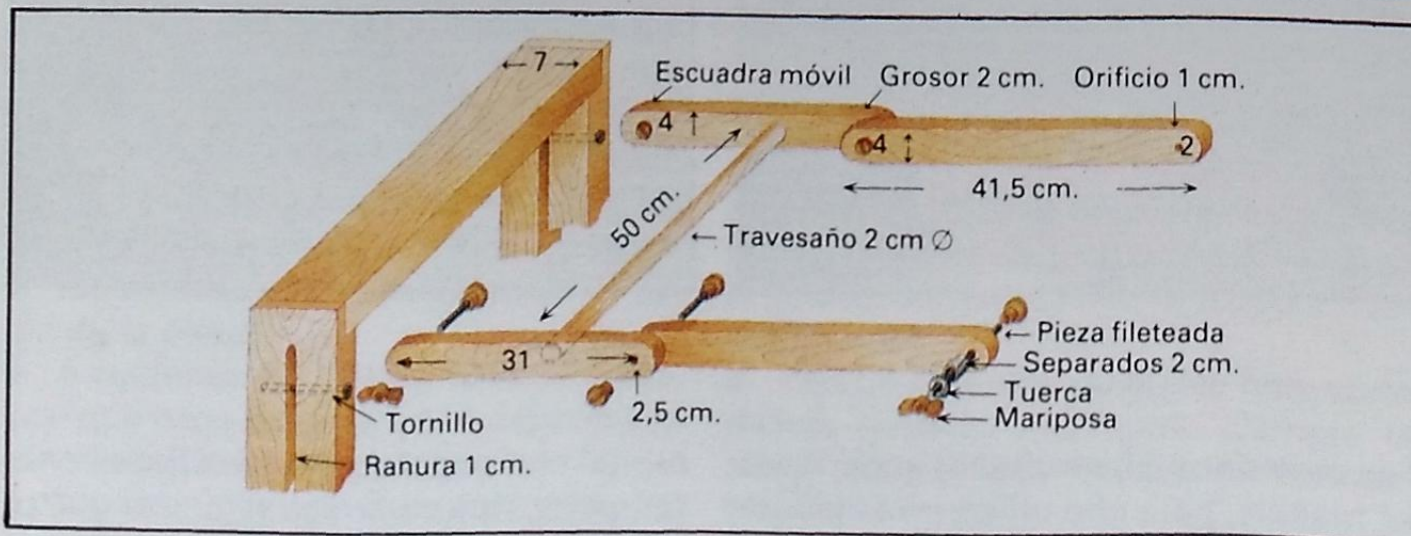 7
Escuadra móvil Grosor 2 cm. Orificio 1 cm.
4
4
2
41,5 cm.
50 cm.
Travesaño 2 cm ∅
31
2,5 cm.
Pieza fileteada
Separados 2 cm.
Tuerca
Mariposa
Tornillo
Ranura 1 cm.